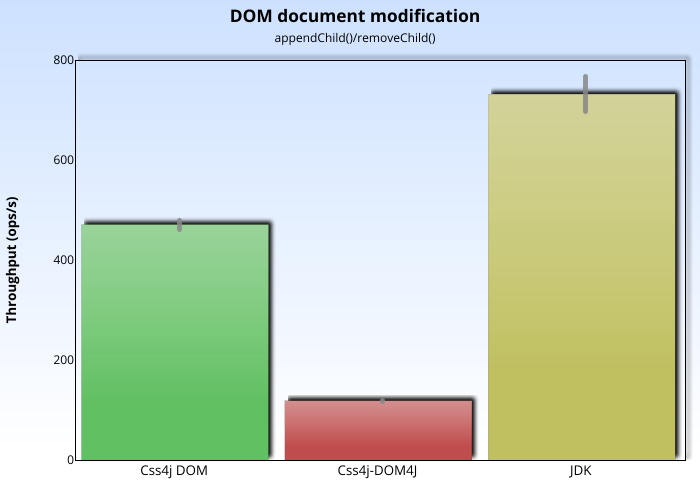 DOM document modification
appendChild()/removeChild()
Throughput (ops/s)
800
600
400
200
0
Css4j DOM
Css4j-DOM4J
JDK